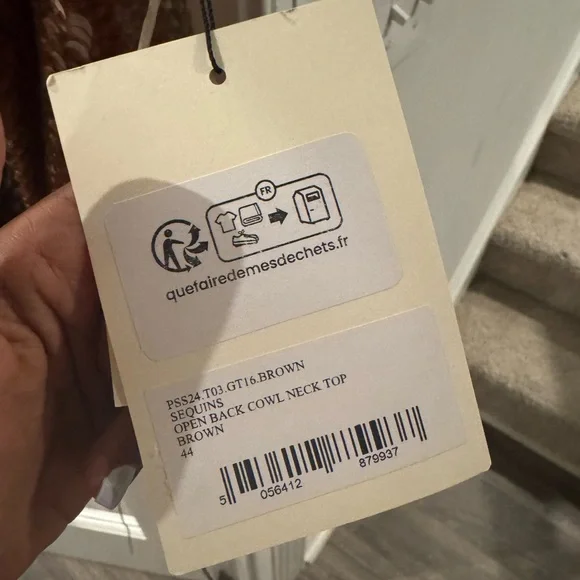 FR
quefairedemesdechets.fr
PSS24.T03.GT16.BROWN
SEQUINS
OPEN BACK COWL NECK TOP
BROWN
44
5 056412 879937